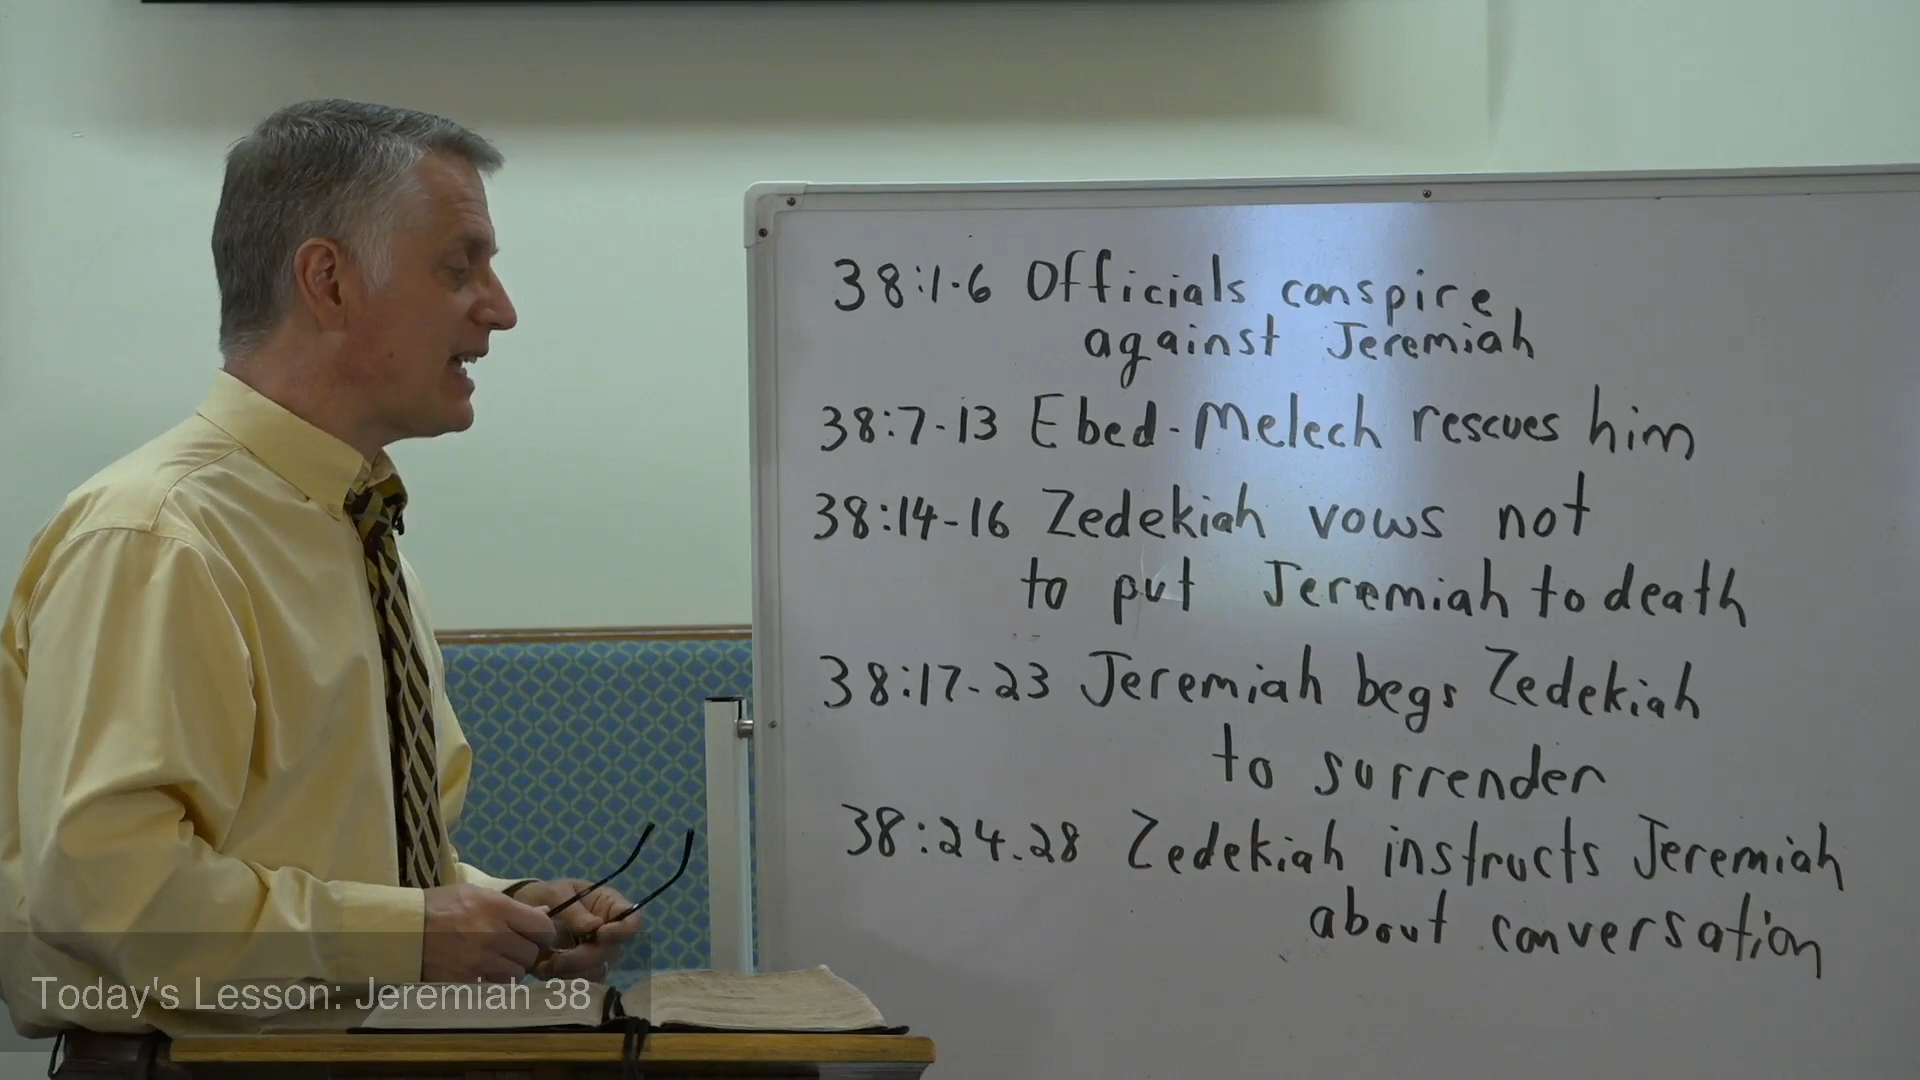 38:1-6 Officials conspire
against Jeremiah
38:7-13 Ebed-Melech rescues him
38:14-16 Zedekiah vows not
to put Jeremiah to death
38:17-23 Jeremiah begs Zedekiah
to surrender
38:24-28 Zedekiah instructs Jeremiah
about conversation
Today's Lesson: Jeremiah 38